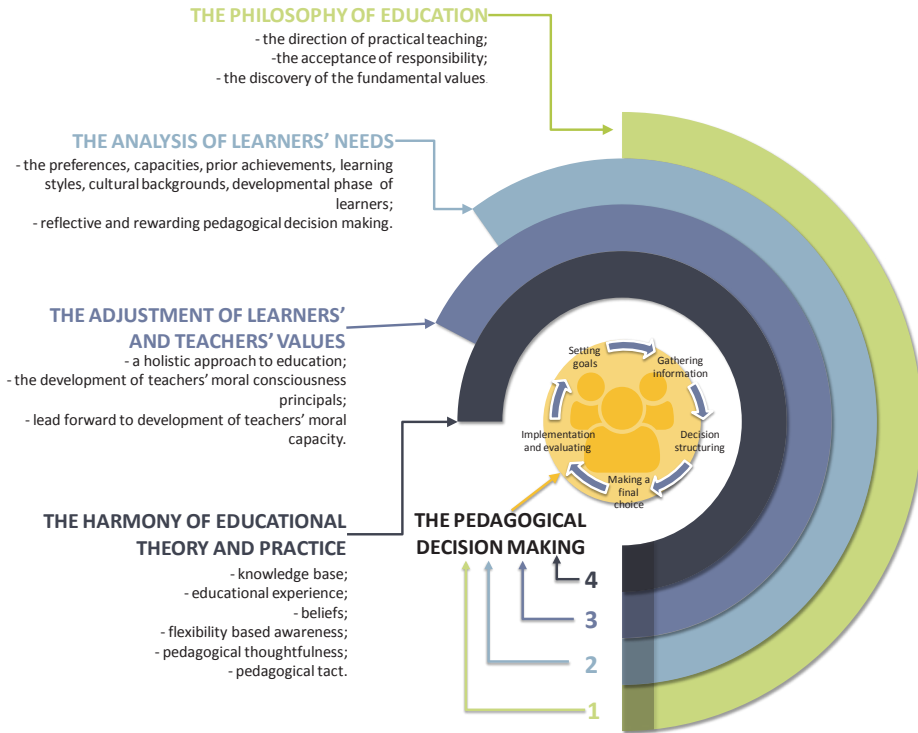 THE PHILOSOPHY OF EDUCATION
- the direction of practical teaching;
-the acceptance of responsibility;
- the discovery of the fundamental values.
THE ANALYSIS OF LEARNERS' NEEDS
- the preferences, capacities, prior achievements, learning
styles, cultural backgrounds, developmental phase of
learners;
- reflective and rewarding pedagogical decision making.
THE ADJUSTMENT OF LEARNERS'
AND TEACHERS' VALUES
- a holistic approach to education;
- the development of teachers' moral consciousness
principals;
- lead forward to development of teachers' moral
capacity.
THE HARMONY OF EDUCATIONAL
THEORY AND PRACTICE
- knowledge base;
- educational experience;
- beliefs;
- flexibility based awareness;
- pedagogical thoughtfulness;
- pedagogical tact.
Setting
goals
Gathering
information
Decision
structuring
Making a
final
choice
Implementation
and evaluating
THE PEDAGOGICAL
DECISION MAKING
4
3
2
1